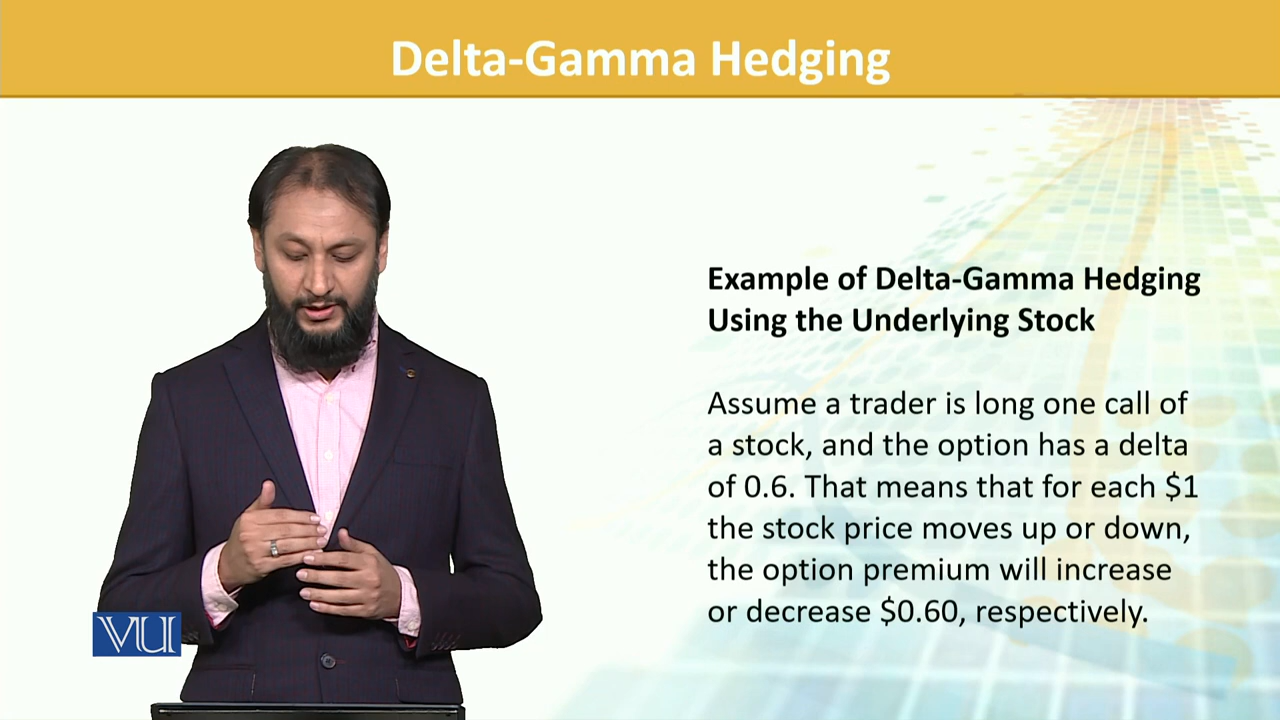 Delta-Gamma Hedging
Example of Delta-Gamma Hedging
Using the Underlying Stock
Assume a trader is long one call of
a stock, and the option has a delta
of 0.6. That means that for each $1
the stock price moves up or down,
the option premium will increase
or decrease $0.60, respectively.
VU